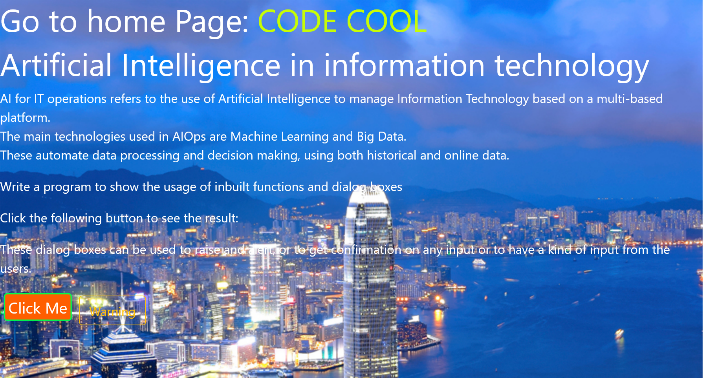 Go to home Page: CODE COOL
Artificial Intelligence in information technology
AI for IT operations refers to the use of Artificial Intelligence to manage Information Technology based on a multi-based
platform.
The main technologies used in AIOps are Machine Learning and Big Data.
These automate data processing and decision making, using both historical and online data.
Write a program to show the usage of inbuilt functions and dialog boxes
Click the following button to see the result:
These dialog boxes can be used to raise and alert, or to get confirmation on any input or to have a kind of input from the
users.
Click Me Warning